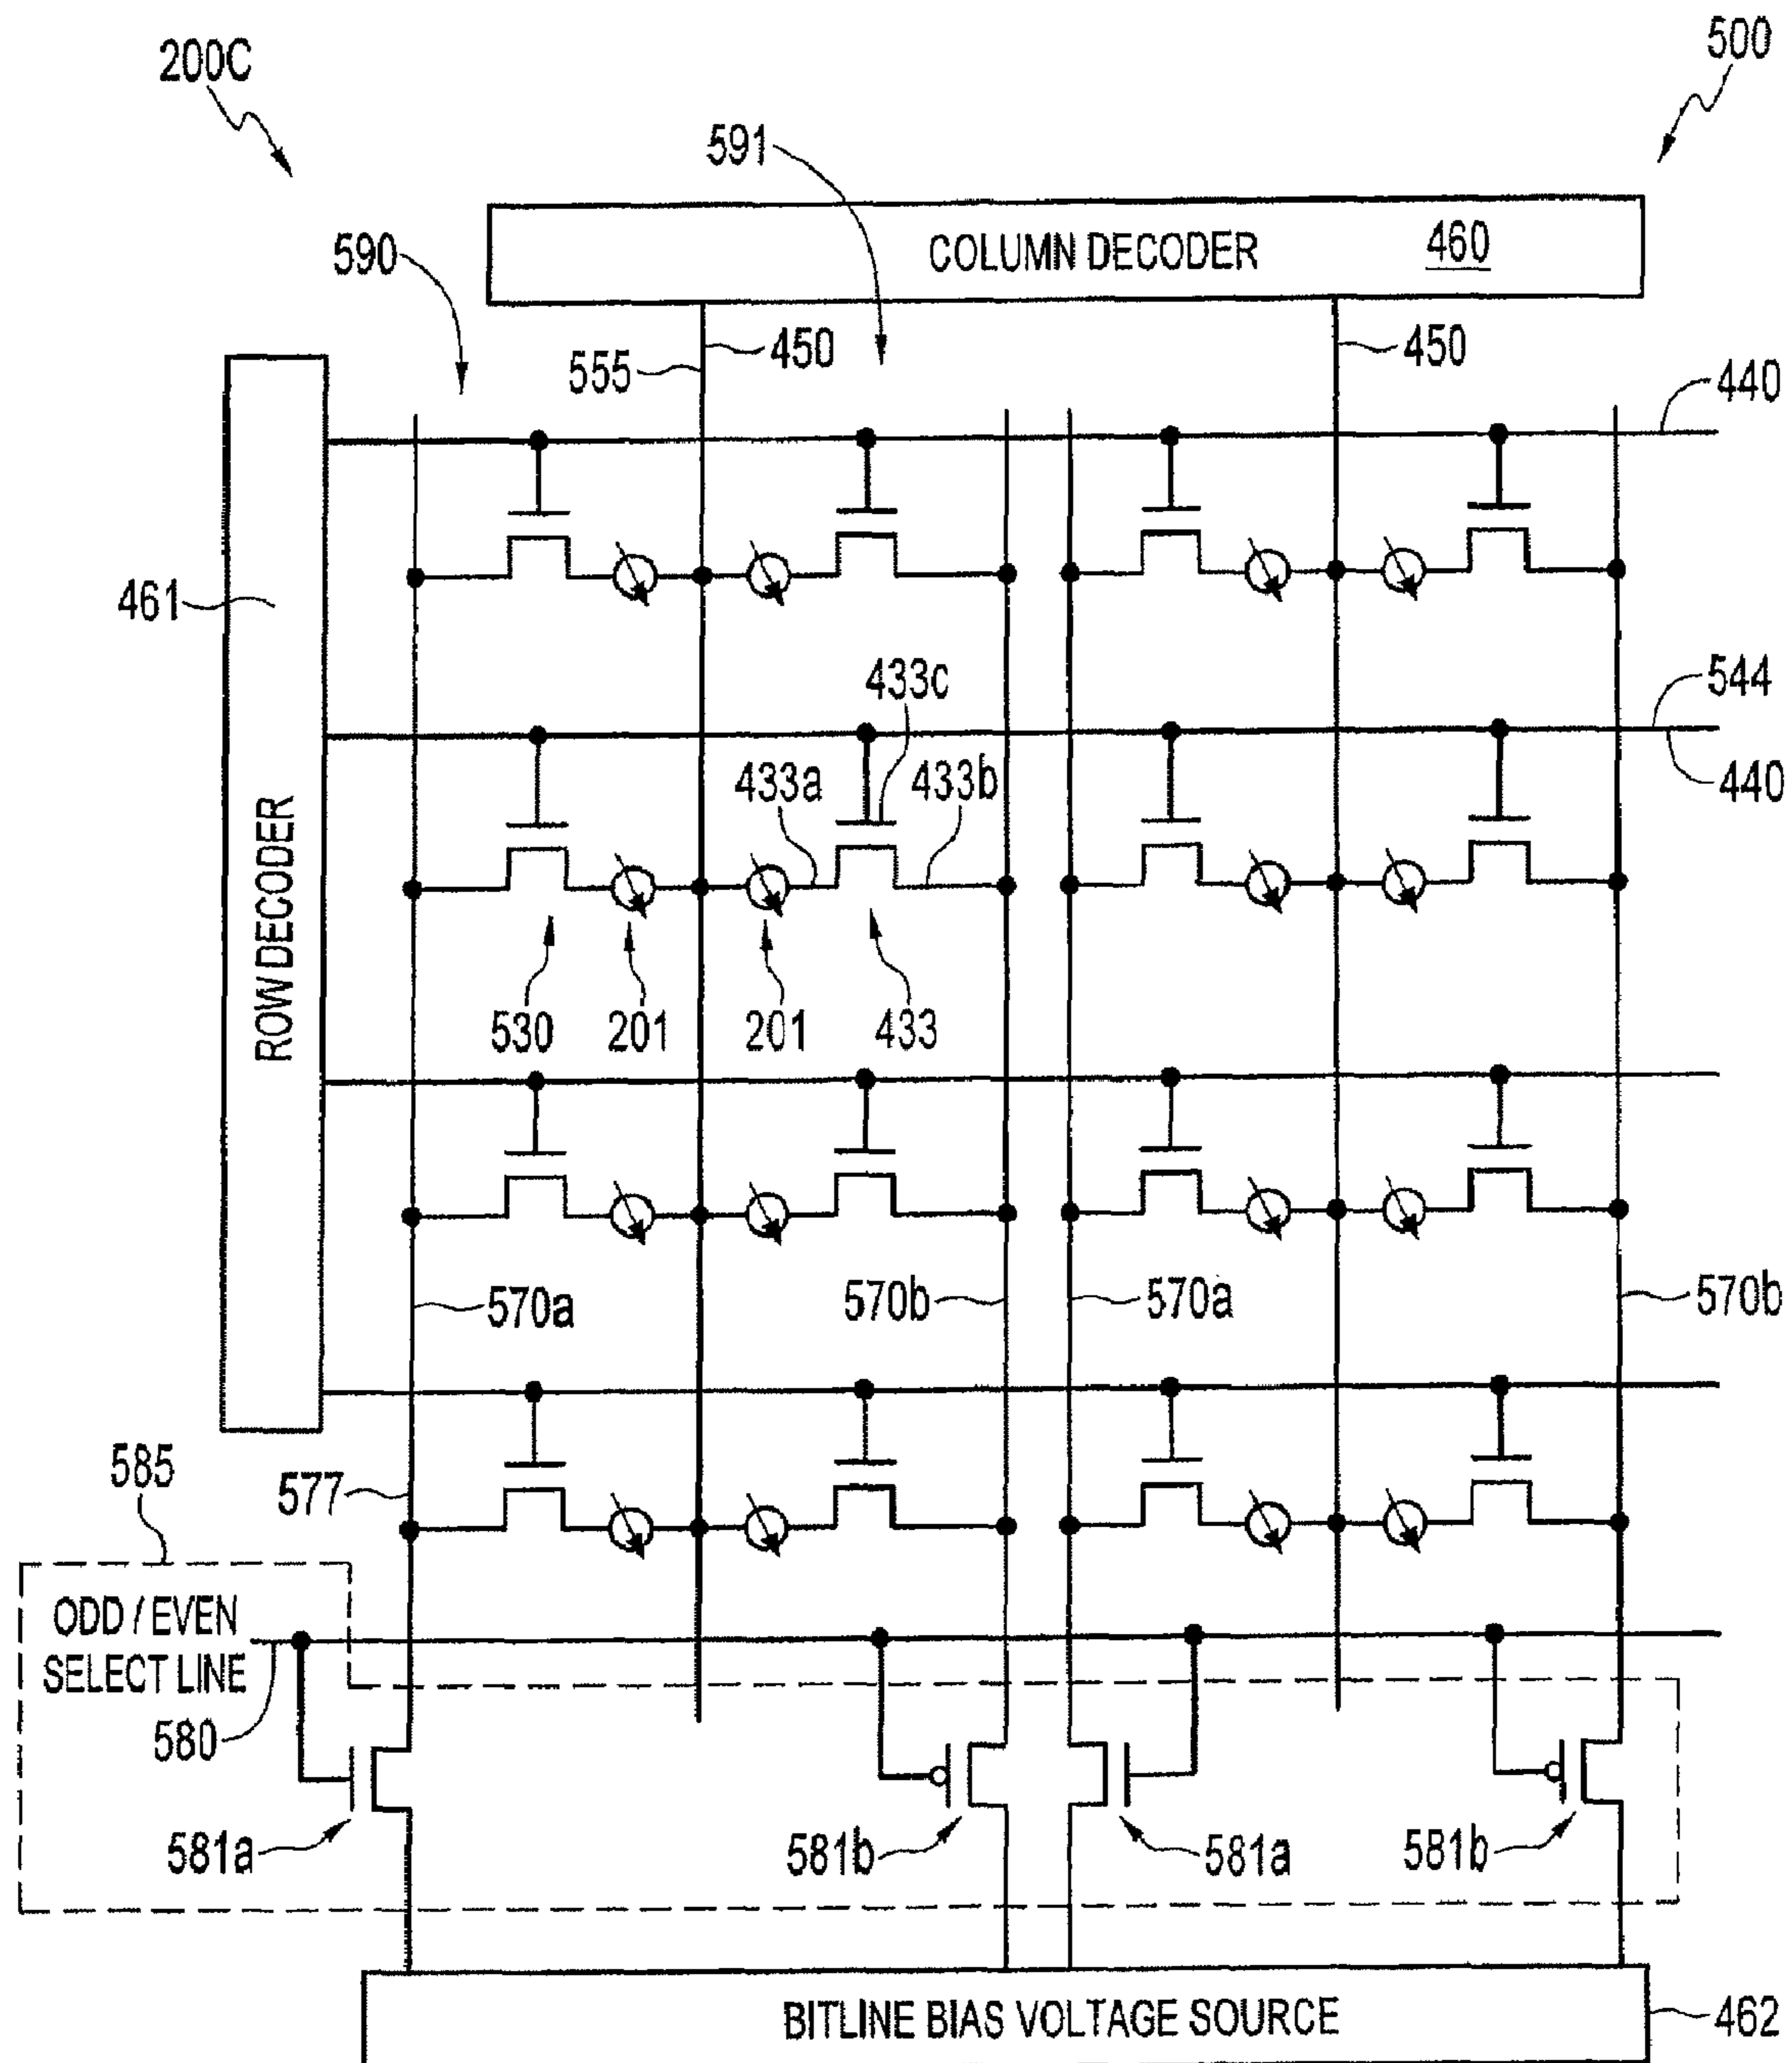 200C
500
591
COLUMN DECODER 460
590
555
450
450
440
461
ROW DECODER
433c
544
433a
433b
440
530
201
201
433
570a
570b
570a
570b
585
577
ODD / EVEN
SELECT LINE
580
581a
581b
581a
581b
BITLINE BIAS VOLTAGE SOURCE
462